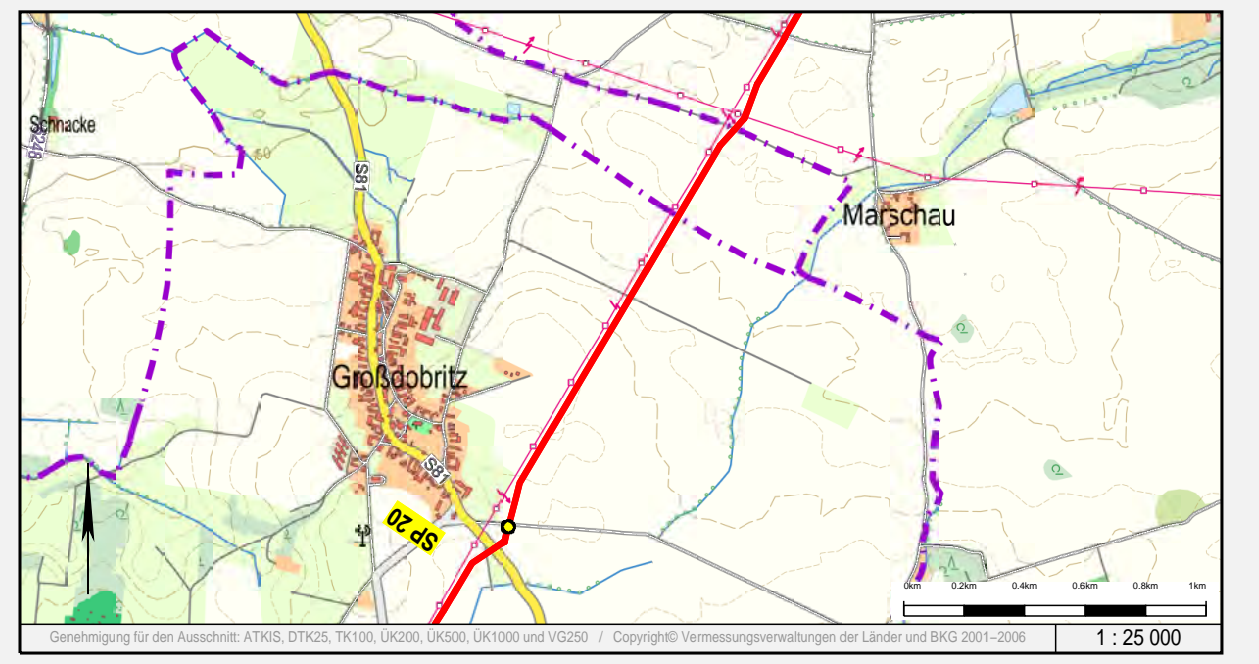 Schnacke
S81
Marschau
Großdobritz
S81
SP 20
0km 0.2km 0.4km 0.6km 0.8km 1km
Genehmigung für den Ausschnitt: ATKIS, DTK25, TK100, ÜK200, ÜK500, ÜK1000 und VG250 / Copyright© Vermessungsverwaltungen der Länder und BKG 2001–2006
1 : 25 000